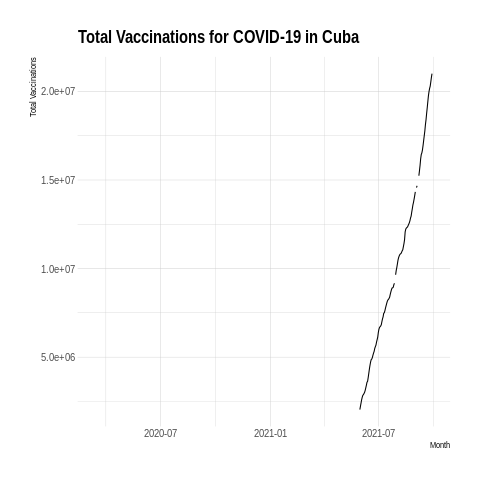 Total Vaccinations for COVID-19 in Cuba
Total Vaccinations
2.0e+07
1.5e+07
1.0e+07
5.0e+06
2020-07
2021-01
2021-07
Month